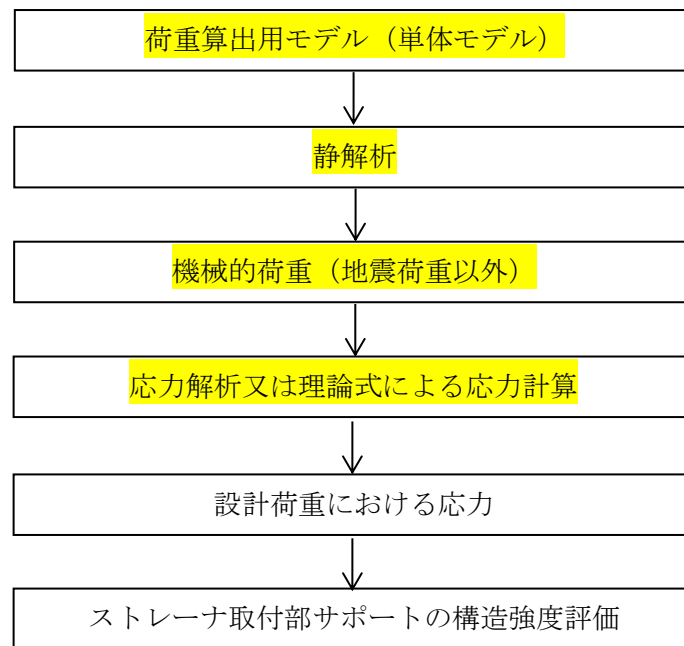 荷重算出用モデル（単体モデル）
静解析
機械的荷重（地震荷重以外）
応力解析又は理論式による応力計算
設計荷重における応力
ストレーナ取付部サポートの構造強度評価